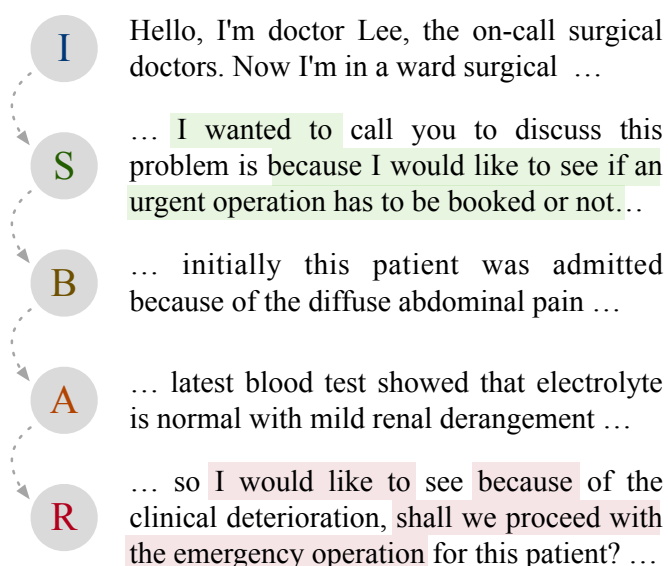 I
Hello, I'm doctor Lee, the on-call surgical
doctors. Now I'm in a ward surgical …
S
… I wanted to call you to discuss this
problem is because I would like to see if an
urgent operation has to be booked or not…
B
… initially this patient was admitted
because of the diffuse abdominal pain …
A
… latest blood test showed that electrolyte
is normal with mild renal derangement …
R
… so I would like to see because of the
clinical deterioration, shall we proceed with
the emergency operation for this patient? …